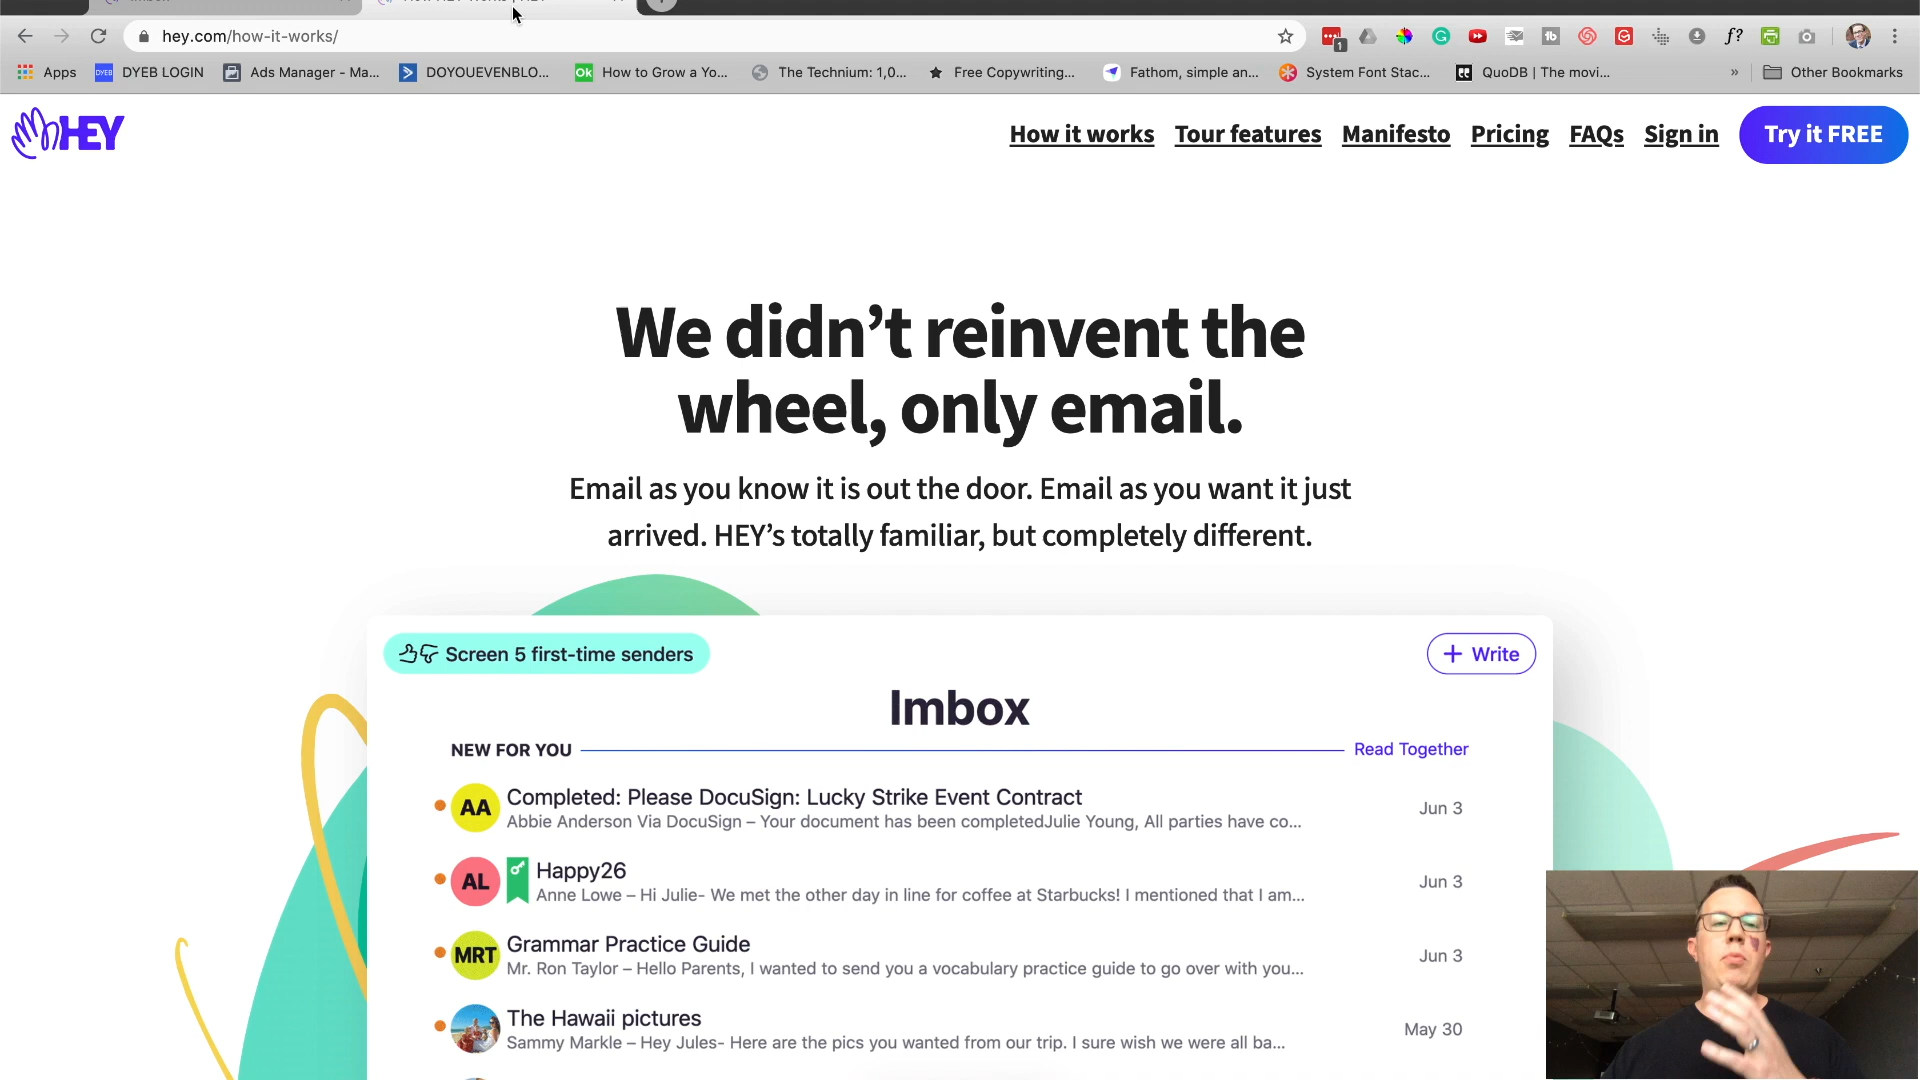 hey.com/how-it-works/
1
Apps
DYEB
DYEB LOGIN
Ads Manager - Ma...
DOYOUEVENBLO...
Ok
How to Grow a Yo...
The Technium: 1,0...
Free Copywriting...
Fathom, simple an...
System Font Stac...
QuoDB | The movi...
»
Other Bookmarks
HEY
How it works
Tour features
Manifesto
Pricing
FAQs
Sign in
Try it FREE
We didn’t reinvent the
wheel, only email.
Email as you know it is out the door. Email as you want it just
arrived. HEY’s totally familiar, but completely different.
Screen 5 first-time senders
+ Write
Imbox
NEW FOR YOU
Read Together
AA
Completed: Please DocuSign: Lucky Strike Event Contract
Abbie Anderson Via DocuSign – Your document has been completedJulie Young, All parties have co...
Jun 3
AL
Happy26
Anne Lowe – Hi Julie- We met the other day in line for coffee at Starbucks! I mentioned that I am...
Jun 3
MRT
Grammar Practice Guide
Mr. Ron Taylor – Hello Parents, I wanted to send you a vocabulary practice guide to go over with you...
Jun 3
The Hawaii pictures
Sammy Markle – Hey Jules- Here are the pics you wanted from our trip. I sure wish we were all ba...
May 30